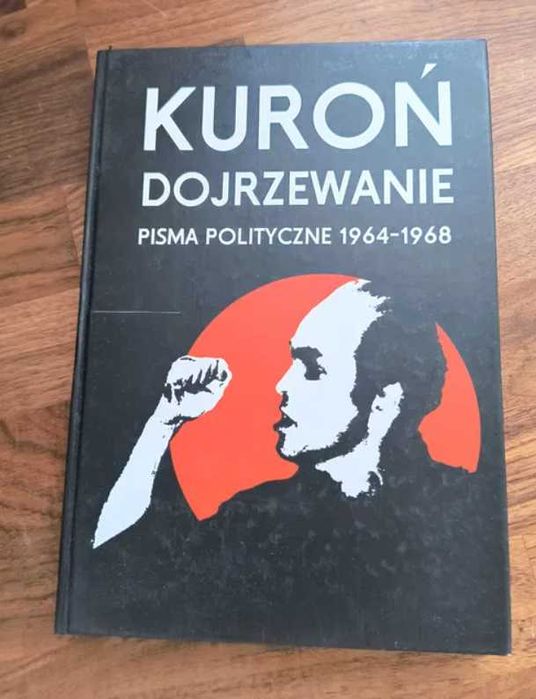 KUROŃ
DOJRZEWANIE
PISMA POLITYCZNE 1964-1968